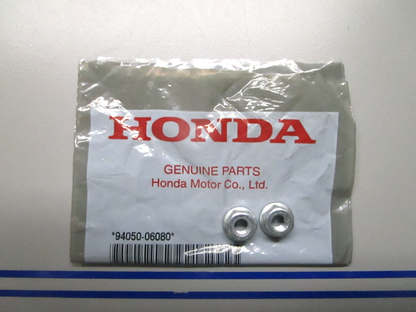 HONDA
GENUINE PARTS
Honda Motor Co., Ltd.
*94050-06080*